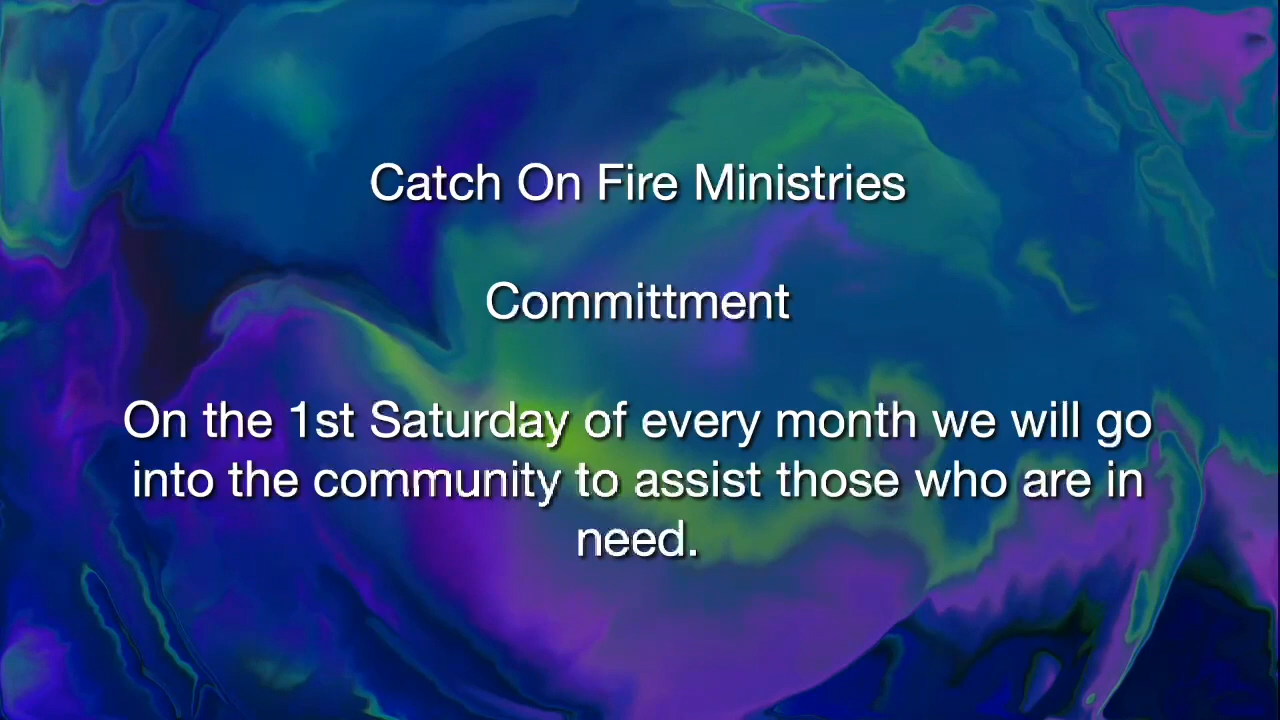 Catch On Fire Ministries
Committment
On the 1st Saturday of every month we will go
into the community to assist those who are in
need.